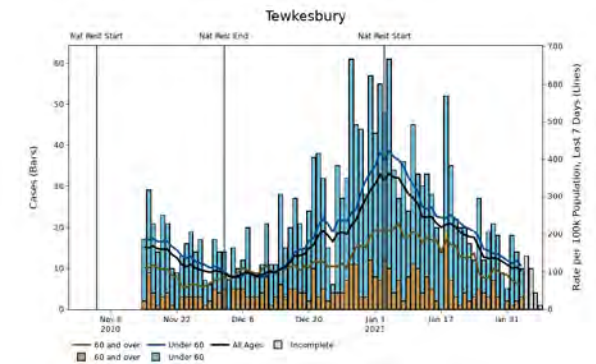 Tewkesbury
Nat Rest Start
Nat Rest End
Nat Rest Start
Cases (Bars)
60
50
40
30
20
10
0
Rate per 100k Population, Last 7 Days (Lines)
700
600
500
400
300
200
100
0
Nov 8
2020
Nov 22
Dec 6
Dec 20
Jan 3
2021
Jan 17
Jan 31
60 and over
Under 60
All Ages
Incomplete
60 and over
Under 60